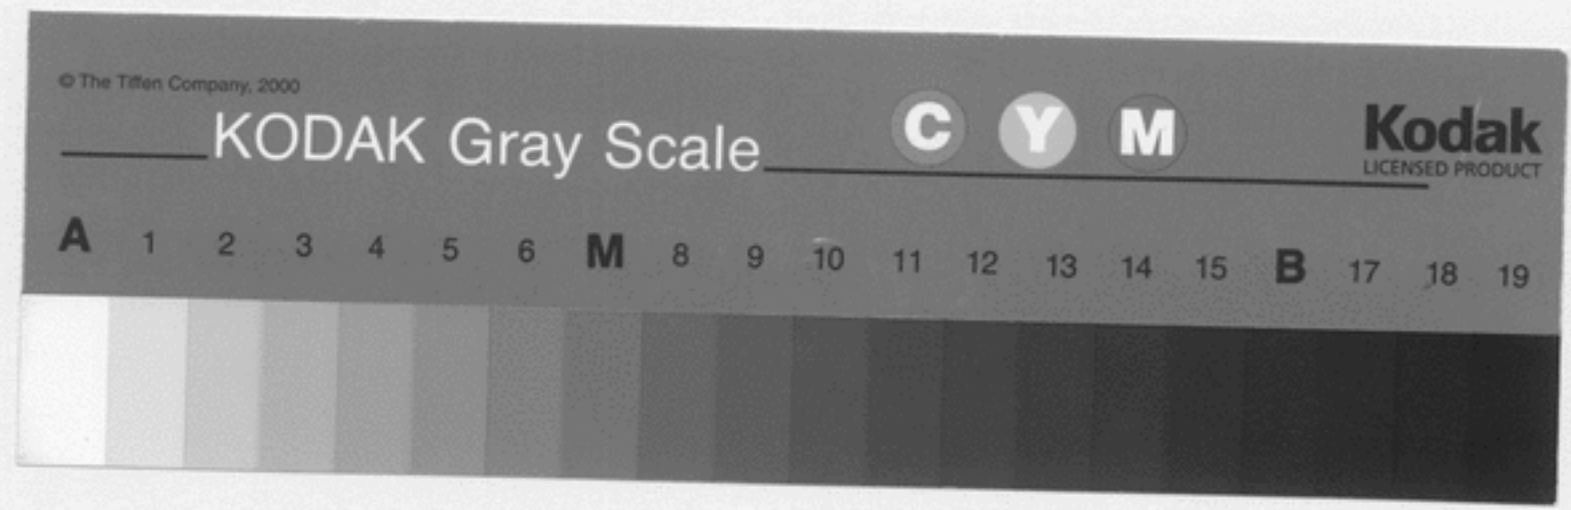 © The Tiffen Company, 2000
KODAK Gray Scale
C Y M
Kodak
LICENSED PRODUCT
A 1 2 3 4 5 6 M 8 9 10 11 12 13 14 15 B 17 18 19